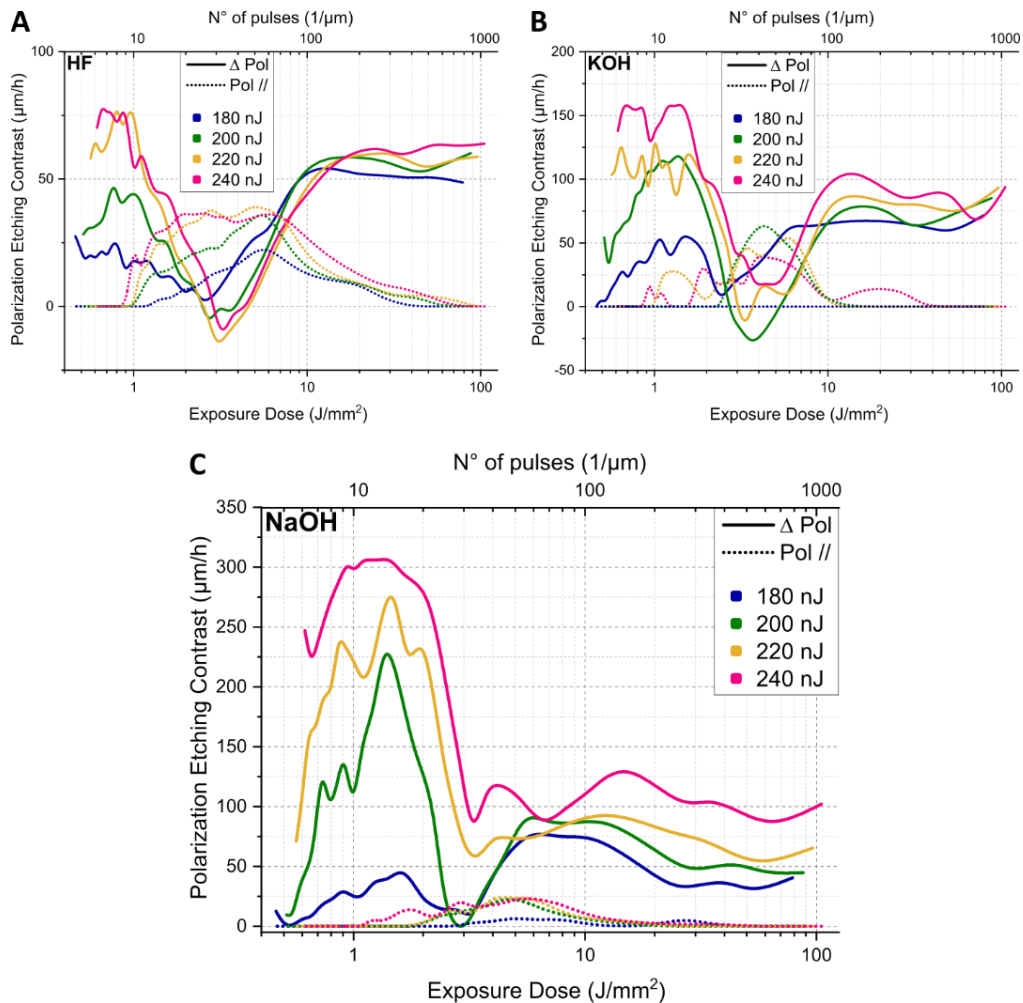 A
N° of pulses (1/μm)
10
100
1000
HF
Δ Pol
Pol //
180 nJ
200 nJ
220 nJ
240 nJ
100
50
0
Polarization Etching Contrast (μm/h)
1
10
100
Exposure Dose (J/mm²)
B
N° of pulses (1/μm)
10
100
1000
KOH
Δ Pol
Pol //
180 nJ
200 nJ
220 nJ
240 nJ
200
150
100
50
0
-50
Polarization Etching Contrast (μm/h)
1
10
100
Exposure Dose (J/mm²)
C
N° of pulses (1/μm)
10
100
1000
NaOH
Δ Pol
Pol //
180 nJ
200 nJ
220 nJ
240 nJ
350
300
250
200
150
100
50
0
Polarization Etching Contrast (μm/h)
1
10
100
Exposure Dose (J/mm²)